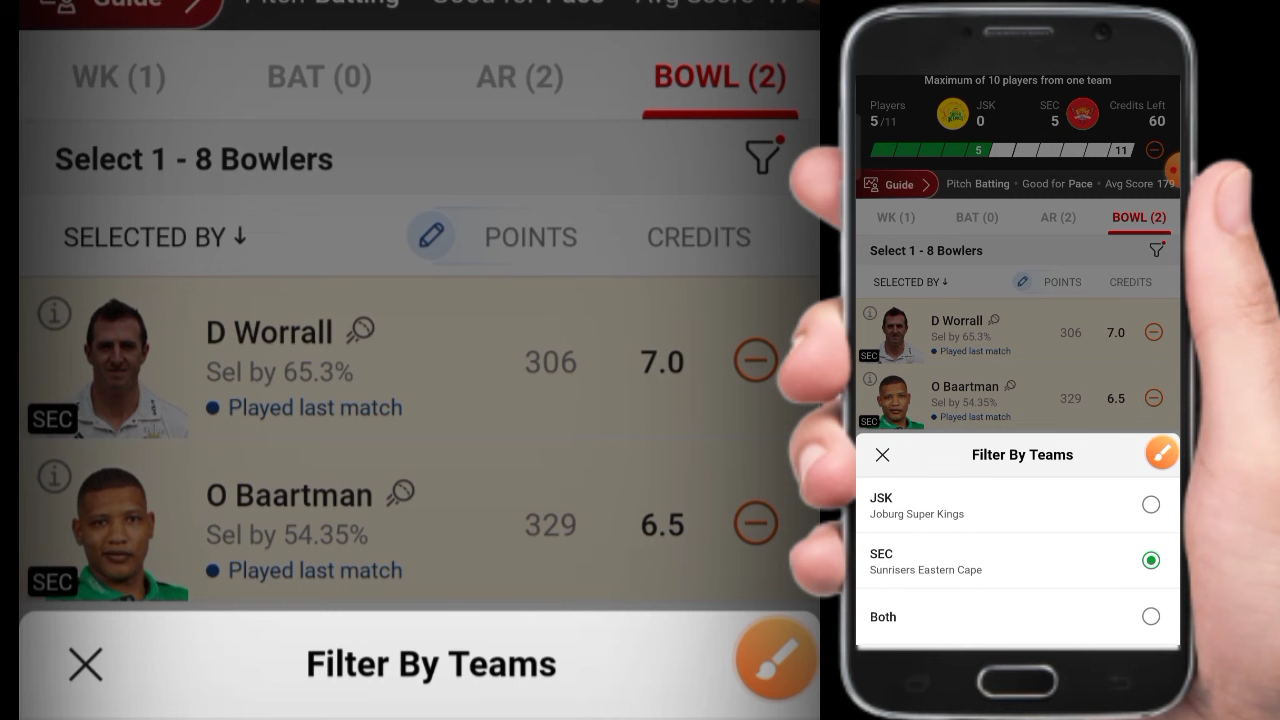 Guide
Pitch Batting Good for Pace Avg Score 179
WK (1) BAT (0) AR (2) BOWL (2)
Select 1 - 8 Bowlers
SELECTED BY ↓ POINTS CREDITS
D Worrall
Sel by 65.3% 306 7.0
Played last match
SEC
O Baartman
Sel by 54.35% 329 6.5
Played last match
SEC
Filter By Teams
Maximum of 10 players from one team
Players JSK SEC Credits Left
5/11 0 5 60
5 11
Guide Pitch Batting • Good for Pace • Avg Score 179
WK (1) BAT (0) AR (2) BOWL (2)
Select 1 - 8 Bowlers
SELECTED BY ↓ POINTS CREDITS
D Worrall
Sel by 65.3% 306 7.0
• Played last match
SEC
O Baartman
Sel by 54.35% 329 6.5
• Played last match
SEC
Filter By Teams
JSK
Joburg Super Kings
SEC
Sunrisers Eastern Cape
Both